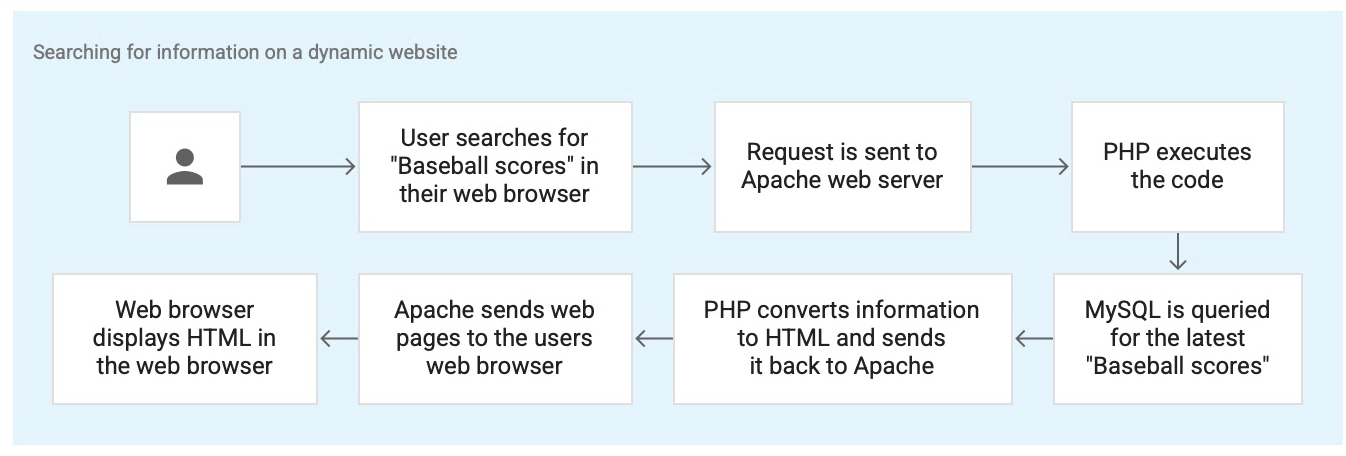 Searching for information on a dynamic website
User searches for
"Baseball scores" in
their web browser
Request is sent to
Apache web server
PHP executes
the code
MySQL is queried
for the latest
"Baseball scores"
PHP converts information
to HTML and sends
it back to Apache
Apache sends web
pages to the users
web browser
Web browser
displays HTML in
the web browser